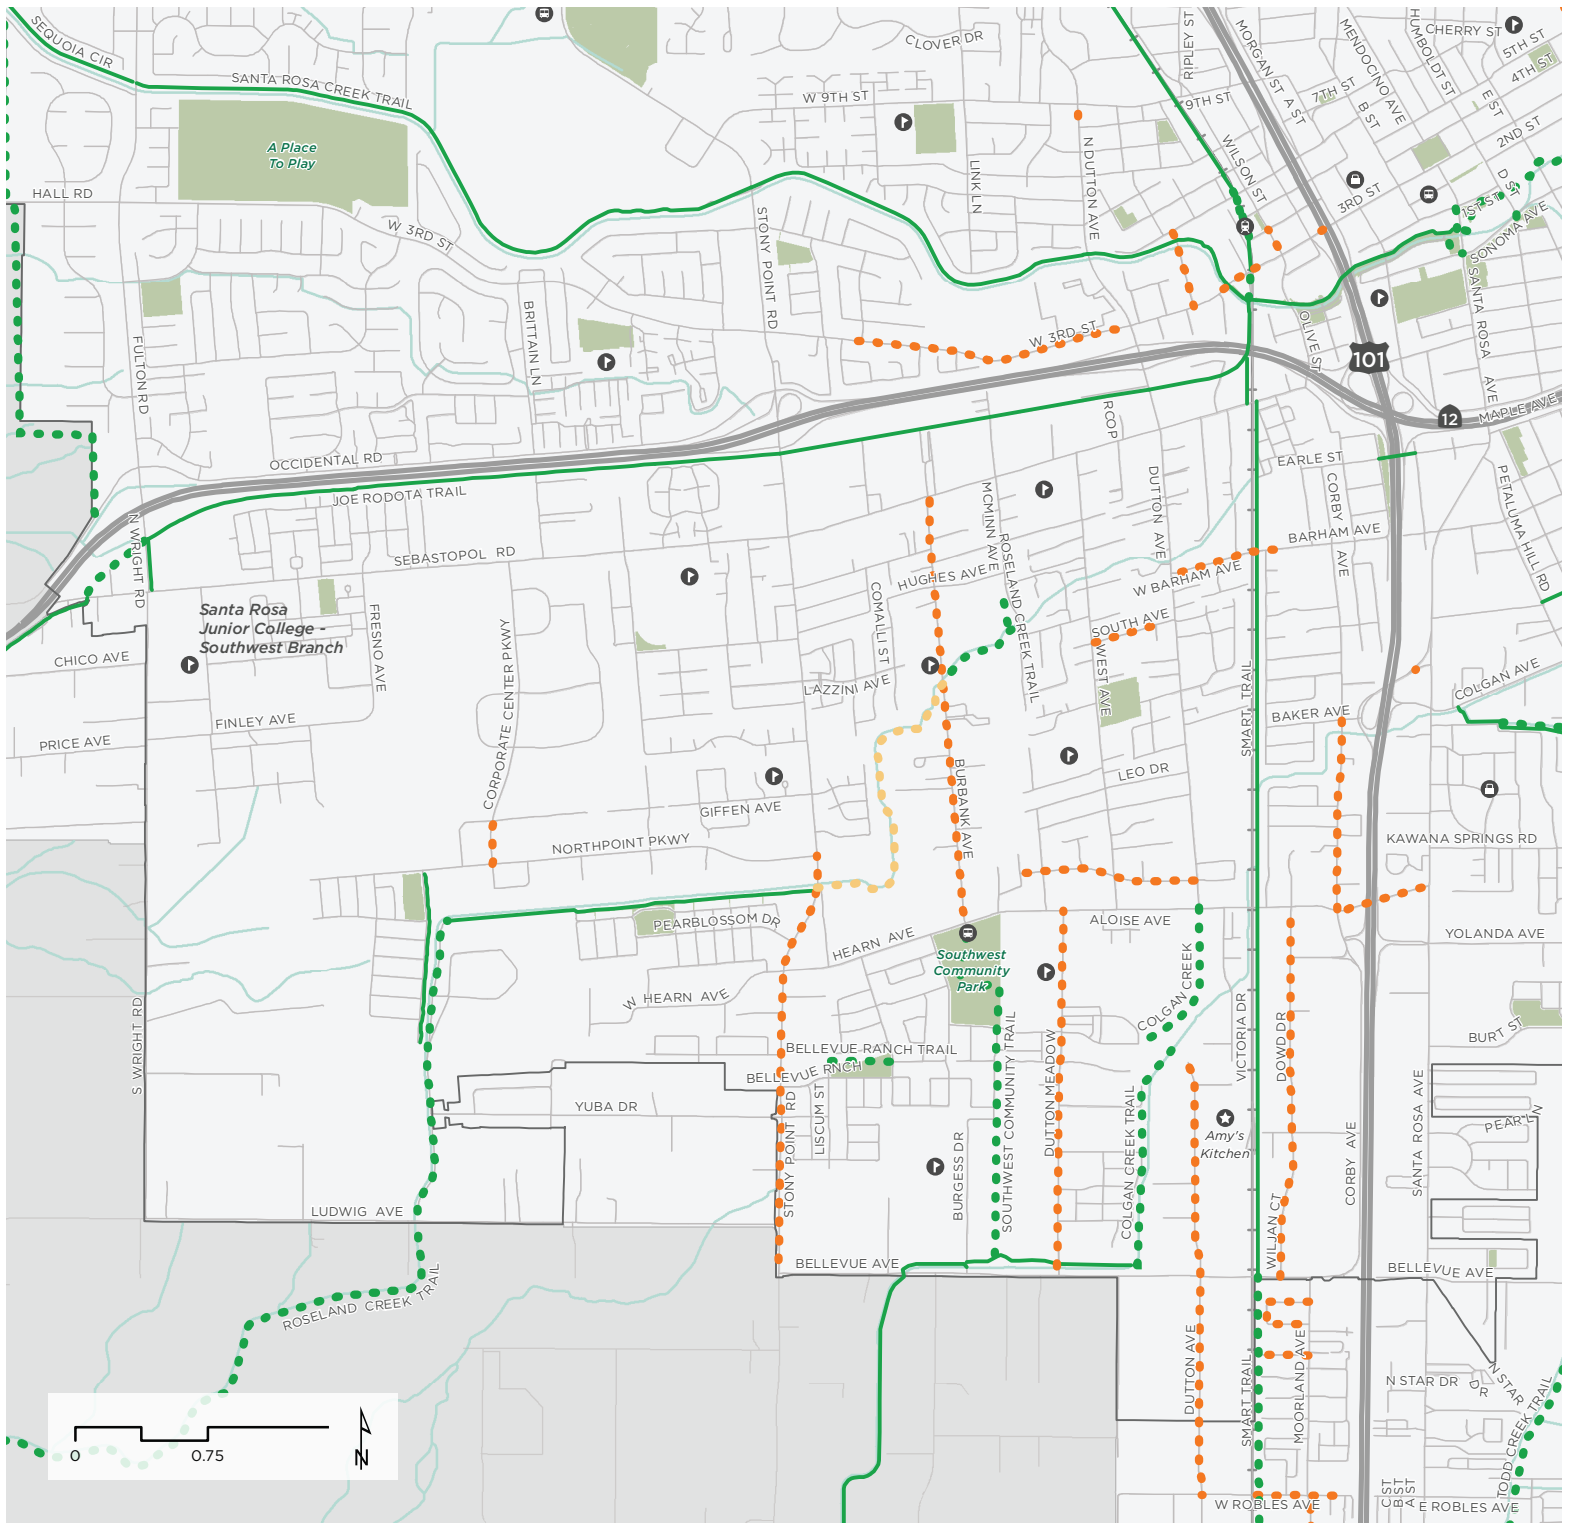 SEQUOIA CIR
SANTA ROSA CREEK TRAIL
CLOVER DR
RIPLEY ST
MORGAN ST
A ST
MENDOCINO AVE
HUMBOLDT ST
CHERRY ST
5TH ST
4TH ST
7TH ST
B ST
E ST
2ND ST
W 9TH ST
9TH ST
A Place
To Play
WILSON ST
N DUTTON AVE
LINK LN
HALL RD
W 3RD ST
STONY POINT RD
3RD ST
D ST
1ST ST
SONOMA AVE
SANTA ROSA AVE
BRITTAIN LN
FULTON RD
W 3RD ST
OLIVE ST
101
12
MAPLE AVE
RCOP
OCCIDENTAL RD
JOE RODOTA TRAIL
EARLE ST
CORBY AVE
PETALUMA HILL RD
N WRIGHT RD
MCMINN AVE
DUTTON AVE
SEBASTOPOL RD
BARHAM AVE
ROSELAND CREEK TRAIL
HUGHES AVE
W BARHAM AVE
COMALLI ST
Santa Rosa
Junior College -
Southwest Branch
FRESNO AVE
SOUTH AVE
WEST AVE
CHICO AVE
CORPORATE CENTER PKWY
LAZZINI AVE
SMART TRAIL
COLGAN AVE
FINLEY AVE
BAKER AVE
PRICE AVE
BURBANK AVE
LEO DR
GIFFEN AVE
NORTHPOINT PKWY
KAWANA SPRINGS RD
PEARBLOSSOM DR
ALOISE AVE
HEARN AVE
YOLANDA AVE
Southwest
Community
Park
COLGAN CREEK
W HEARN AVE
S WRIGHT RD
VICTORIA DR
DOWD DR
BURT ST
BELLEVUE RANCH TRAIL
BELLEVUE RNCH
SOUTHWEST COMMUNITY TRAIL
DUTTON MEADOW
YUBA DR
LISCUM ST
STONY POINT RD
COLGAN CREEK TRAIL
Amy's
Kitchen
BURGESS DR
CORBY AVE
SANTA ROSA AVE
PEAR LN
LUDWIG AVE
WILJAN CT
BELLEVUE AVE
BELLEVUE AVE
ROSELAND CREEK TRAIL
DUTTON AVE
SMART TRAIL
MOORLAND AVE
N STAR DR
N STAR DR
TODD CREEK TRAIL
0
0.75
N
C ST
B ST
A ST
W ROBLES AVE
E ROBLES AVE